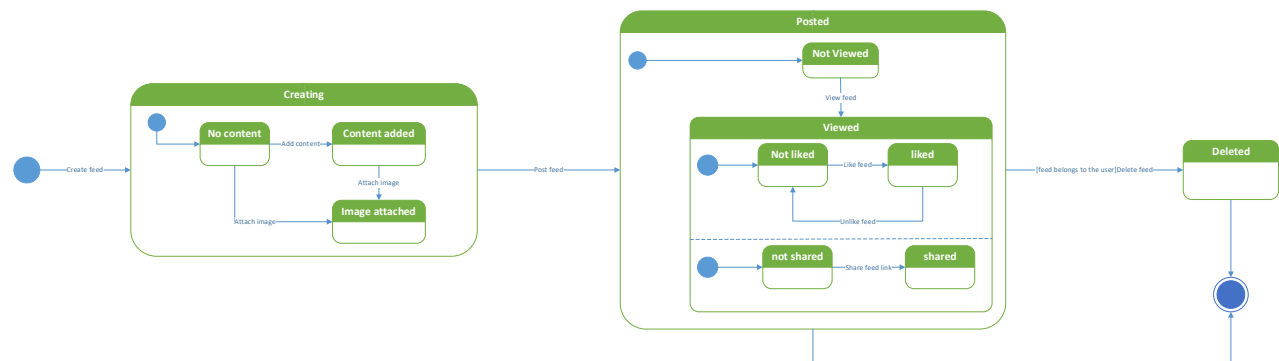 Posted
Not Viewed
View feed
Creating
No content
Add content
Content added
Attach image
Attach image
Image attached
Create feed
Post feed
Viewed
Not liked
Like feed
liked
Unlike feed
not shared
Share feed link
shared
[feed belongs to the user]Delete feed
Deleted